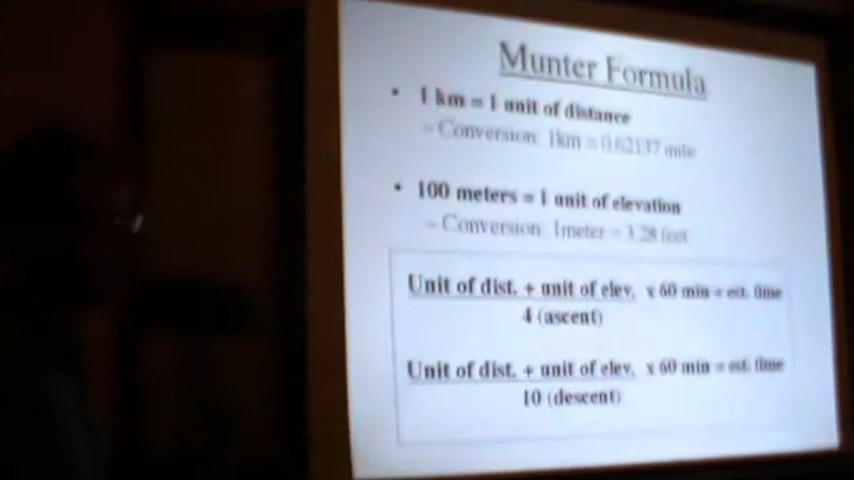 Munter Formula
• 1 km = 1 unit of distance
– Conversion: 1km = 0.62137 mile
• 100 meters = 1 unit of elevation
– Conversion: 1meter = 3.28 feet
Unit of dist. + unit of elev. x 60 min = est. time
4 (ascent)
Unit of dist. + unit of elev. x 60 min = est. time
10 (descent)